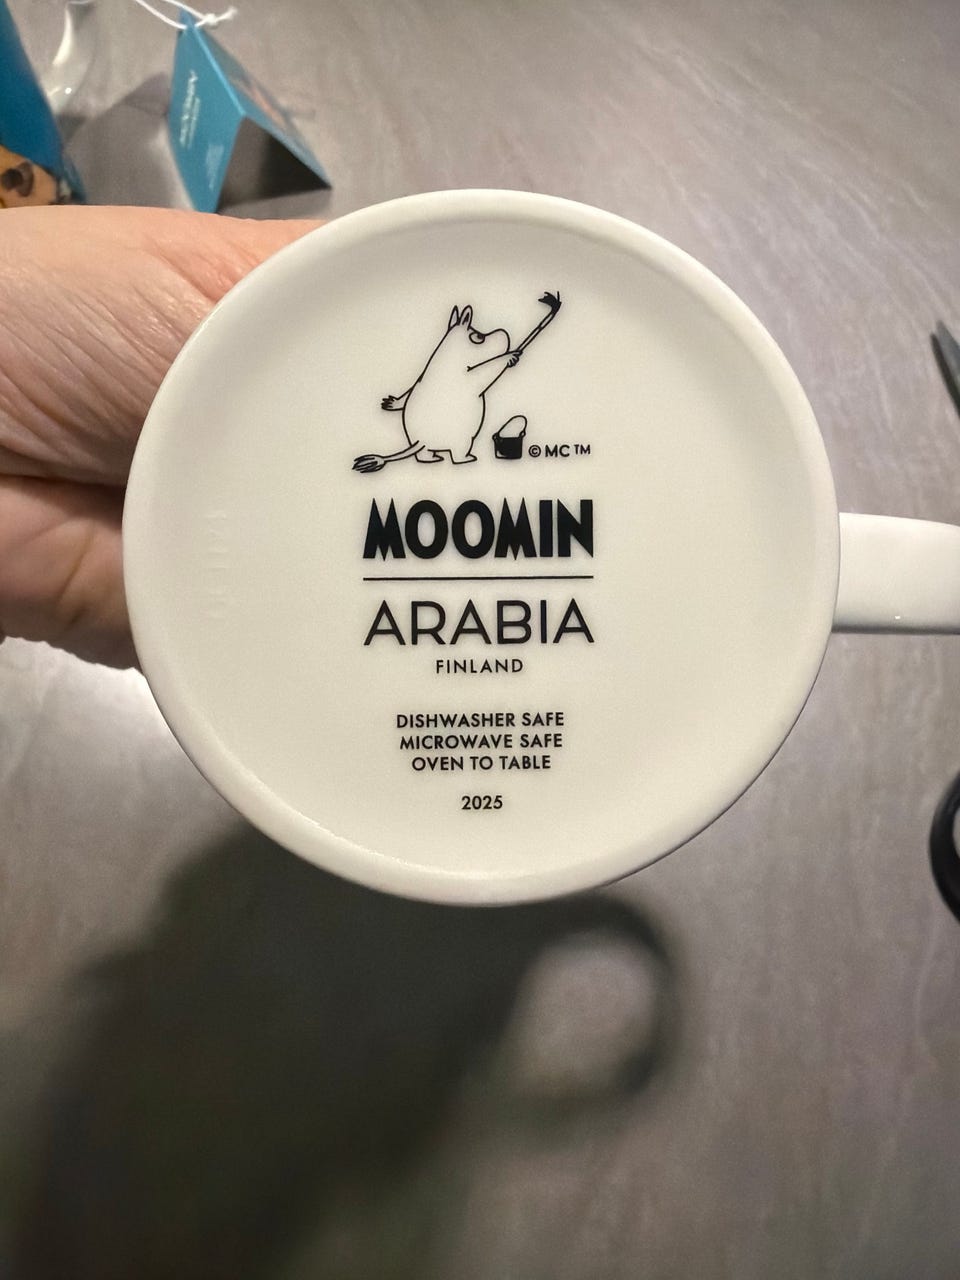 © MC ™
MOOMIN
ARABIA
FINLAND
DISHWASHER SAFE
MICROWAVE SAFE
OVEN TO TABLE
2025